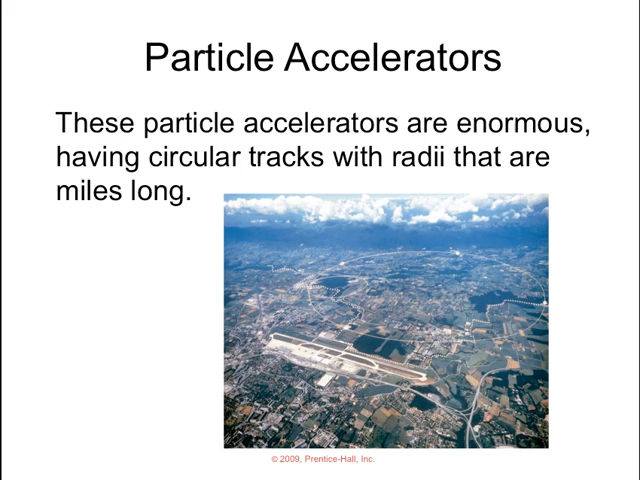 Particle Accelerators
These particle accelerators are enormous,
having circular tracks with radii that are
miles long.
© 2009, Prentice-Hall, Inc.